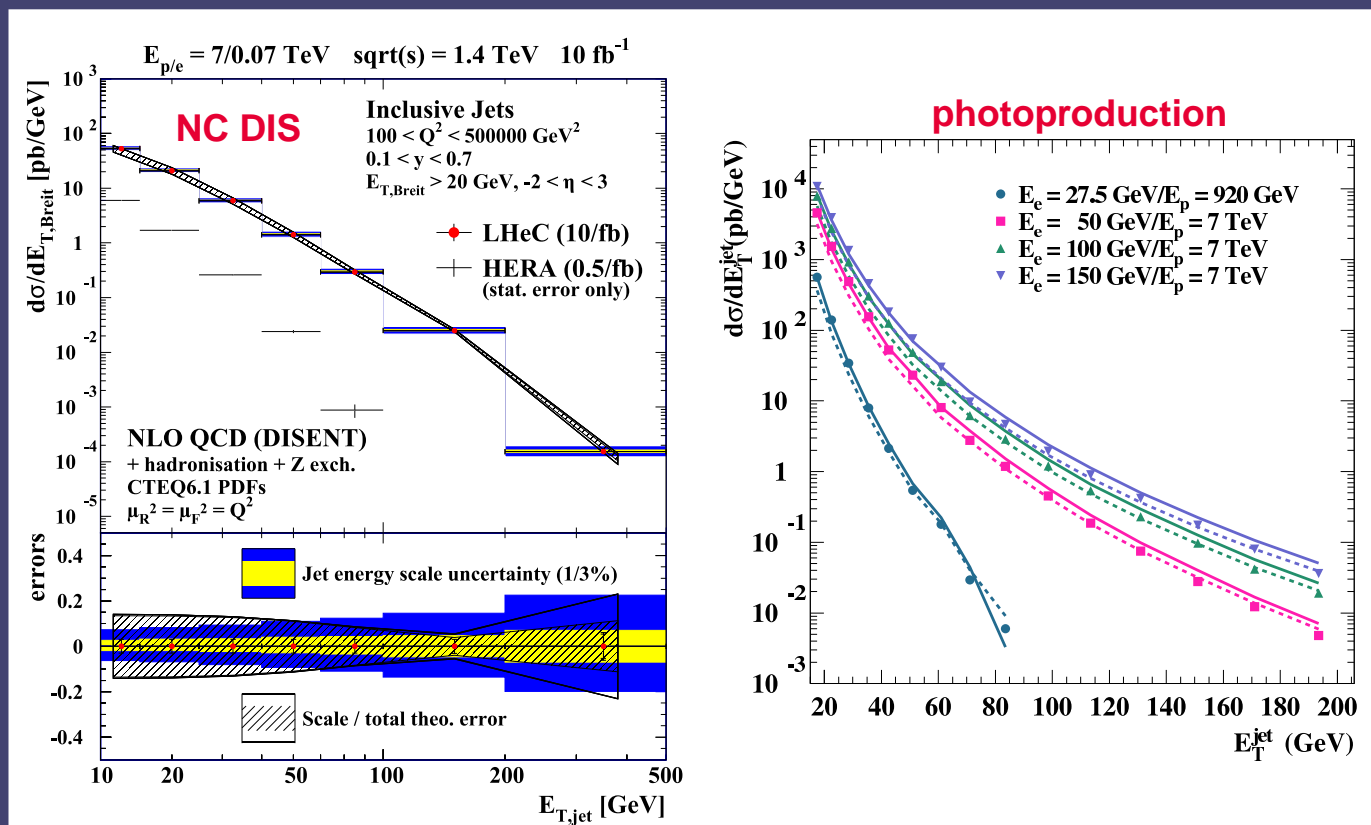 E_p/e = 7/0.07 TeV sqrt(s) = 1.4 TeV 10 fb^-1
dσ/dE_T,Breit [pb/GeV]
10^3
10^2
10
1
10^-1
10^-2
10^-3
10^-4
10^-5
NC DIS
Inclusive Jets
100 < Q^2 < 500000 GeV^2
0.1 < y < 0.7
E_T,Breit > 20 GeV, -2 < η < 3
LHeC (10/fb)
HERA (0.5/fb)
(stat. error only)
NLO QCD (DISENT)
+ hadronisation + Z exch.
CTEQ6.1 PDFs
μ_R^2 = μ_F^2 = Q^2
errors
0.4
0.2
0
-0.2
-0.4
Jet energy scale uncertainty (1/3%)
Scale / total theo. error
10 20 50 100 200 500
E_T,jet [GeV]
photoproduction
dσ/dE_T^jet(pb/GeV)
10^4
10^3
10^2
10
1
10^-1
10^-2
10^-3
E_e = 27.5 GeV/E_p = 920 GeV
E_e = 50 GeV/E_p = 7 TeV
E_e = 100 GeV/E_p = 7 TeV
E_e = 150 GeV/E_p = 7 TeV
20 40 60 80 100 120 140 160 180 200
E_T^jet (GeV)